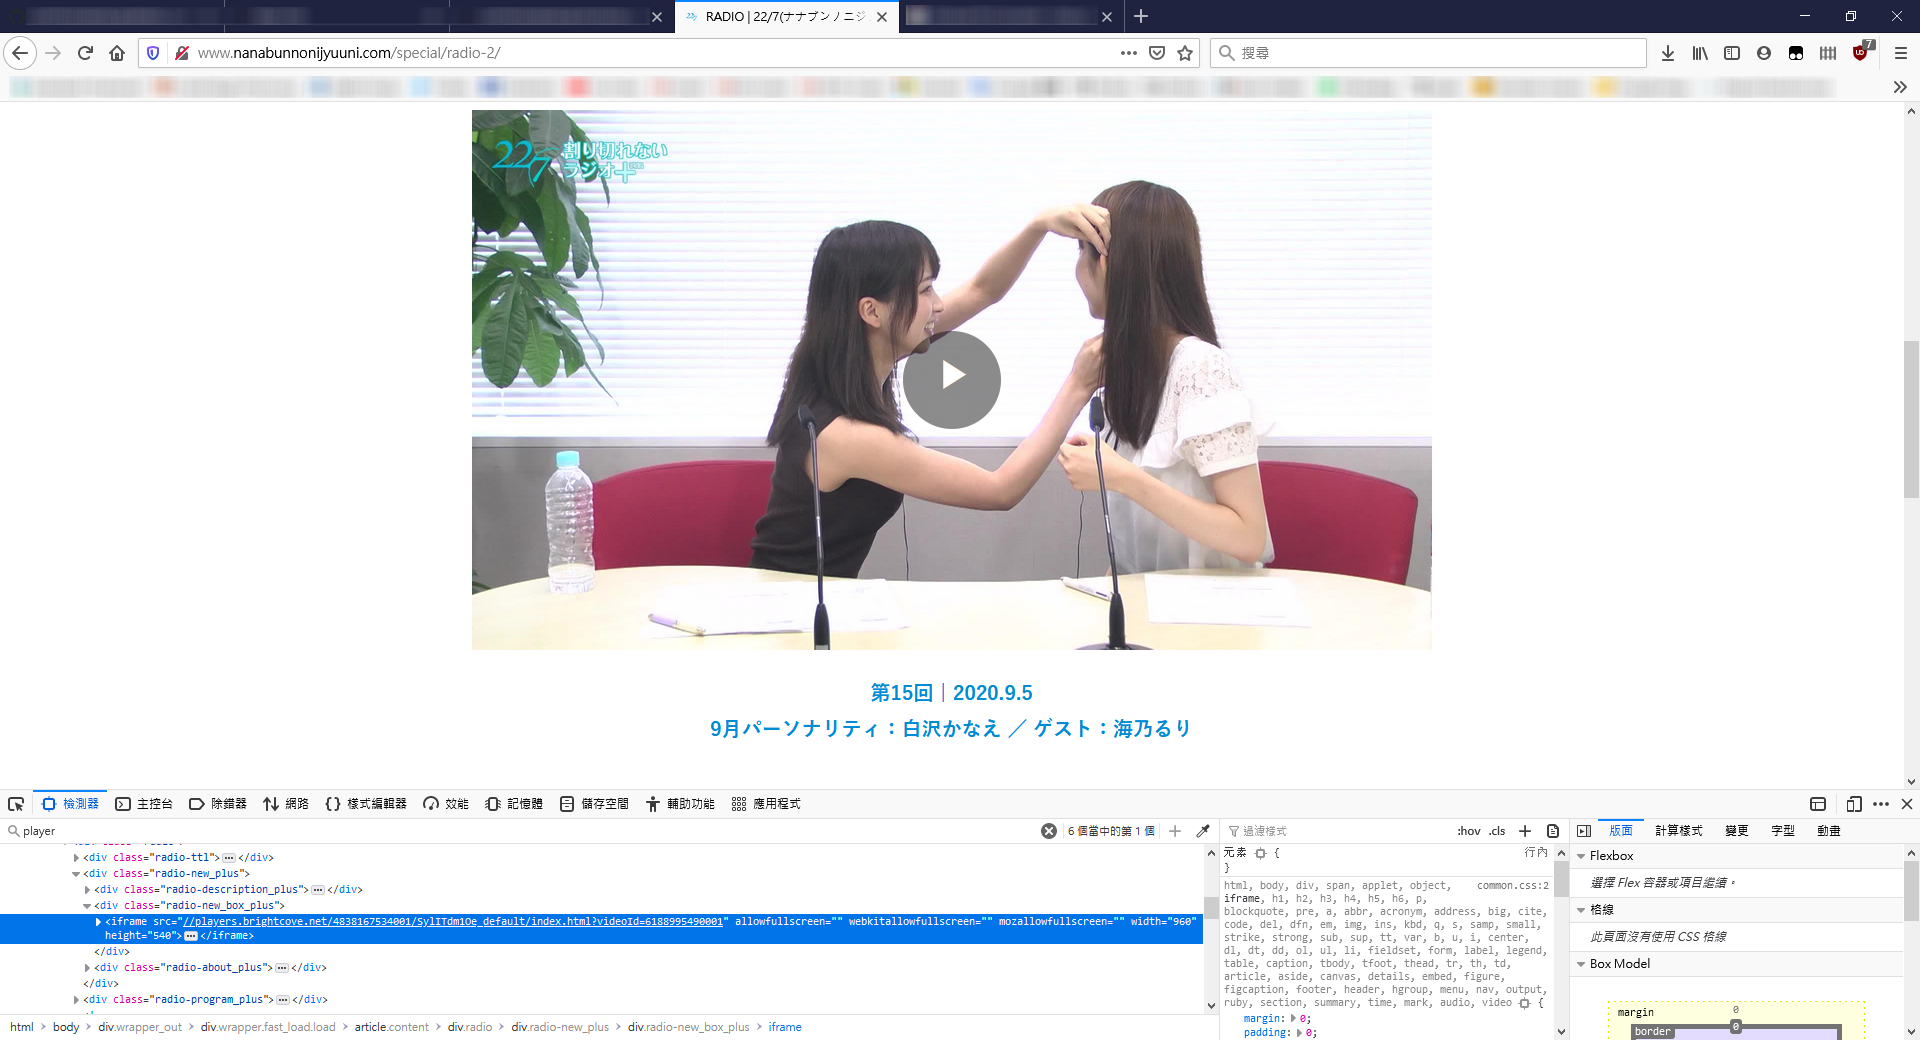 RADIO | 22/7(ナナブンノニジ
www.nanabunnonijyuuni.com/special/radio-2/
搜尋
7
22/7 割り切れない
ラジオ+
第15回｜2020.9.5
9月パーソナリティ：白沢かなえ ／ ゲスト：海乃るり
檢測器 主控台 除錯器 網路 樣式編輯器 效能 記憶體 儲存空間 輔助功能 應用程式
player
6 個當中的第 1 個
<div class="radio-ttl"></div>
<div class="radio-new_plus">
<div class="radio-description_plus"></div>
<div class="radio-new_box_plus">
<iframe src="//players.brightcove.net/4838167534001/SylITdm1Oe_default/index.html?videoId=6188995490001" allowfullscreen="" webkitallowfullscreen="" mozallowfullscreen="" width="960"
height="540"></iframe>
</div>
<div class="radio-about_plus"></div>
</div>
<div class="radio-program_plus"></div>
html > body > div.wrapper_out > div.wrapper.fast_load.load > article.content > div.radio > div.radio-new_plus > div.radio-new_box_plus > iframe
過濾樣式
:hov .cls
元素 {
行內
}
html, body, div, span, applet, object, common.css:2
iframe, h1, h2, h3, h4, h5, h6, p,
blockquote, pre, a, abbr, acronym, address, big, cite,
code, del, dfn, em, img, ins, kbd, q, s, samp, small,
strike, strong, sub, sup, tt, var, b, u, i, center,
dl, dt, dd, ol, ul, li, fieldset, form, label, legend,
table, caption, tbody, tfoot, thead, tr, th, td,
article, aside, canvas, details, embed, figure,
figcaption, footer, header, hgroup, menu, nav, output,
ruby, section, summary, time, mark, audio, video {
margin: 0;
padding: 0;
版面 計算樣式 變更 字型 動畫
Flexbox
選擇 Flex 容器或項目繼續。
格線
此頁面沒有使用 CSS 格線
Box Model
margin 0
border 0